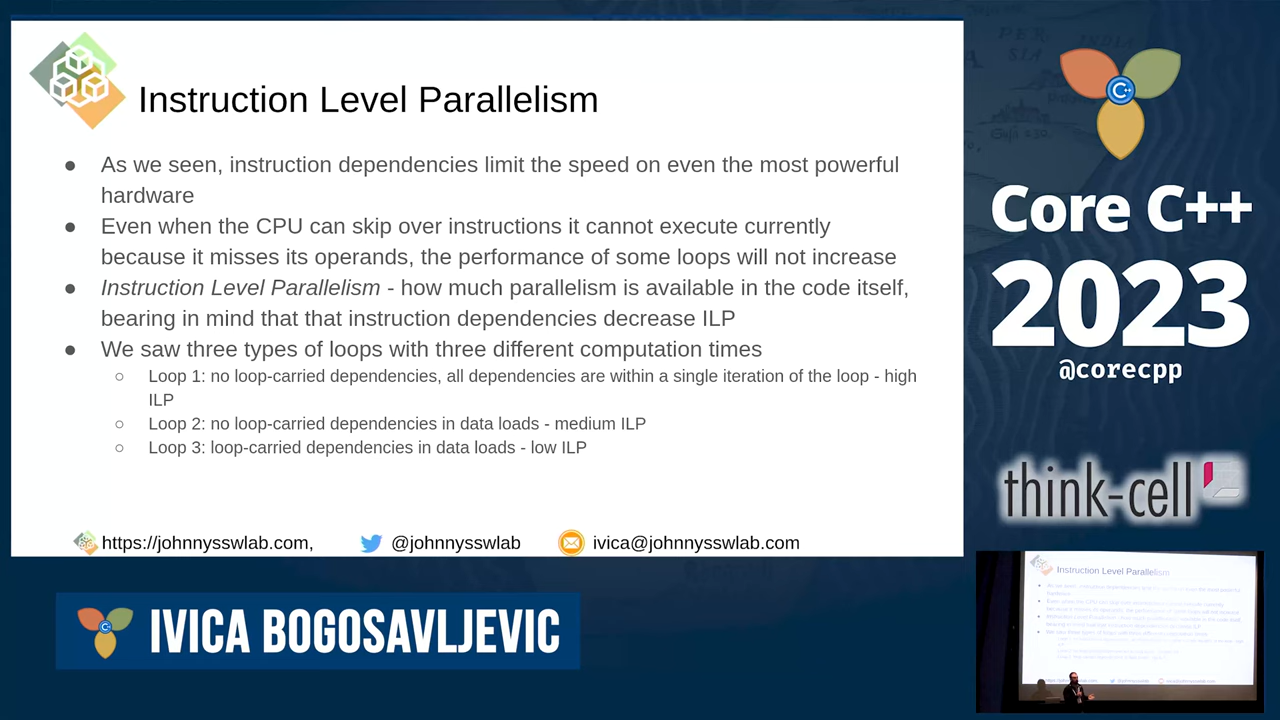 Instruction Level Parallelism
● As we seen, instruction dependencies limit the speed on even the most powerful
hardware
● Even when the CPU can skip over instructions it cannot execute currently
because it misses its operands, the performance of some loops will not increase
● Instruction Level Parallelism - how much parallelism is available in the code itself,
bearing in mind that that instruction dependencies decrease ILP
● We saw three types of loops with three different computation times
○ Loop 1: no loop-carried dependencies, all dependencies are within a single iteration of the loop - high
ILP
○ Loop 2: no loop-carried dependencies in data loads - medium ILP
○ Loop 3: loop-carried dependencies in data loads - low ILP
https://johnnysswlab.com, @johnnysswlab ivica@johnnysswlab.com
IVICA BOGOSAVLJEVIC
C++
Core C++
2023
@corecpp
think-cell
Instruction Level Parallelism